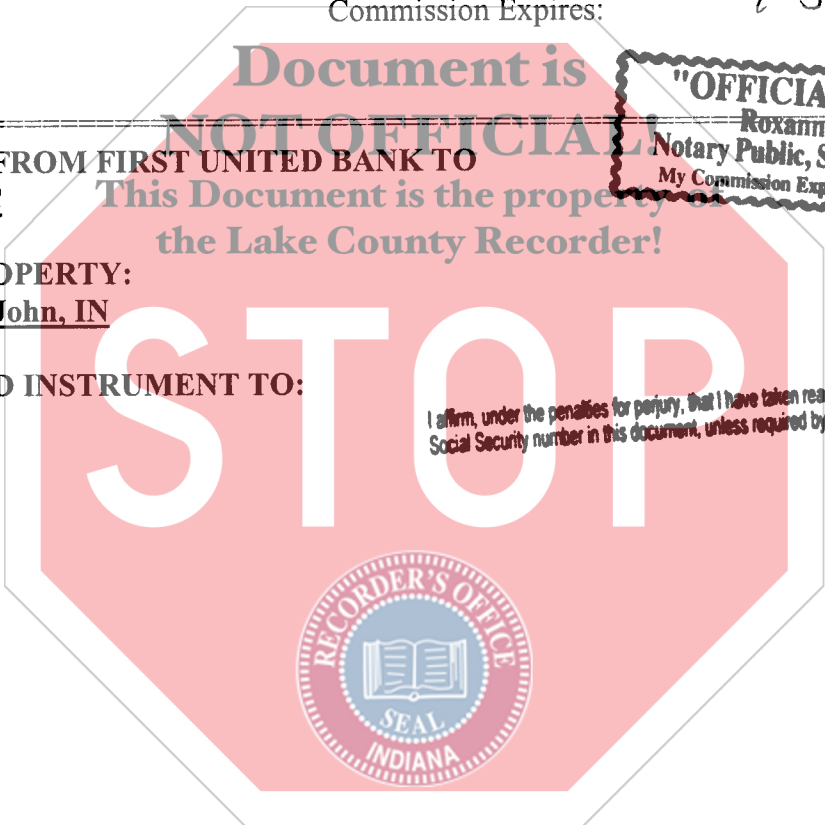 Commission Expires:
Document is
NOT OFFICIAL!
"OFFICIA
Roxann
Notary Public, S
My Commission Exp
FROM FIRST UNITED BANK TO
This Document is the property of
the Lake County Recorder!
OPERTY:
John, IN
D INSTRUMENT TO:
STOP
I affirm, under the penalties for perjury, that I have taken rea
Social Security number in this document, unless required by
RECORDER'S OFFICE
SEAL
INDIANA